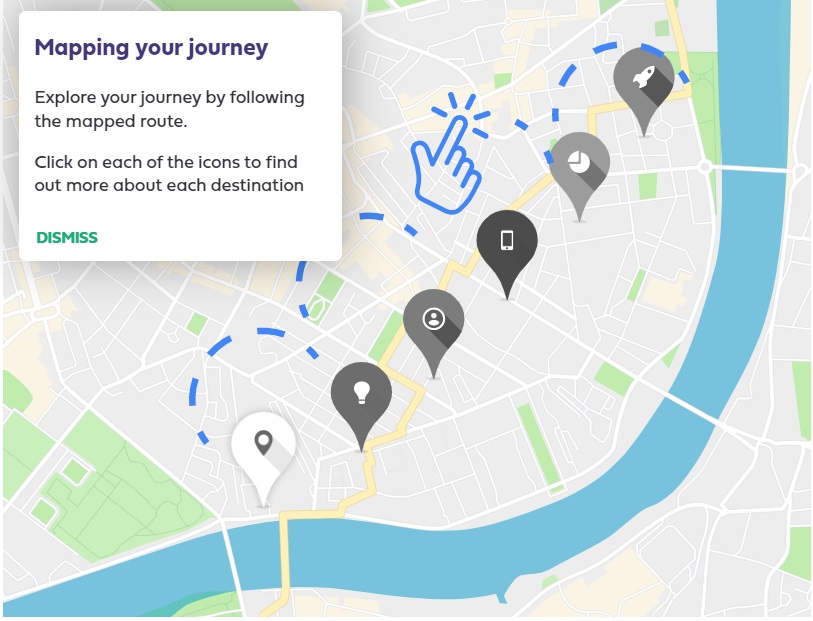 Mapping your journey
Explore your journey by following
the mapped route.
Click on each of the icons to find
out more about each destination
DISMISS